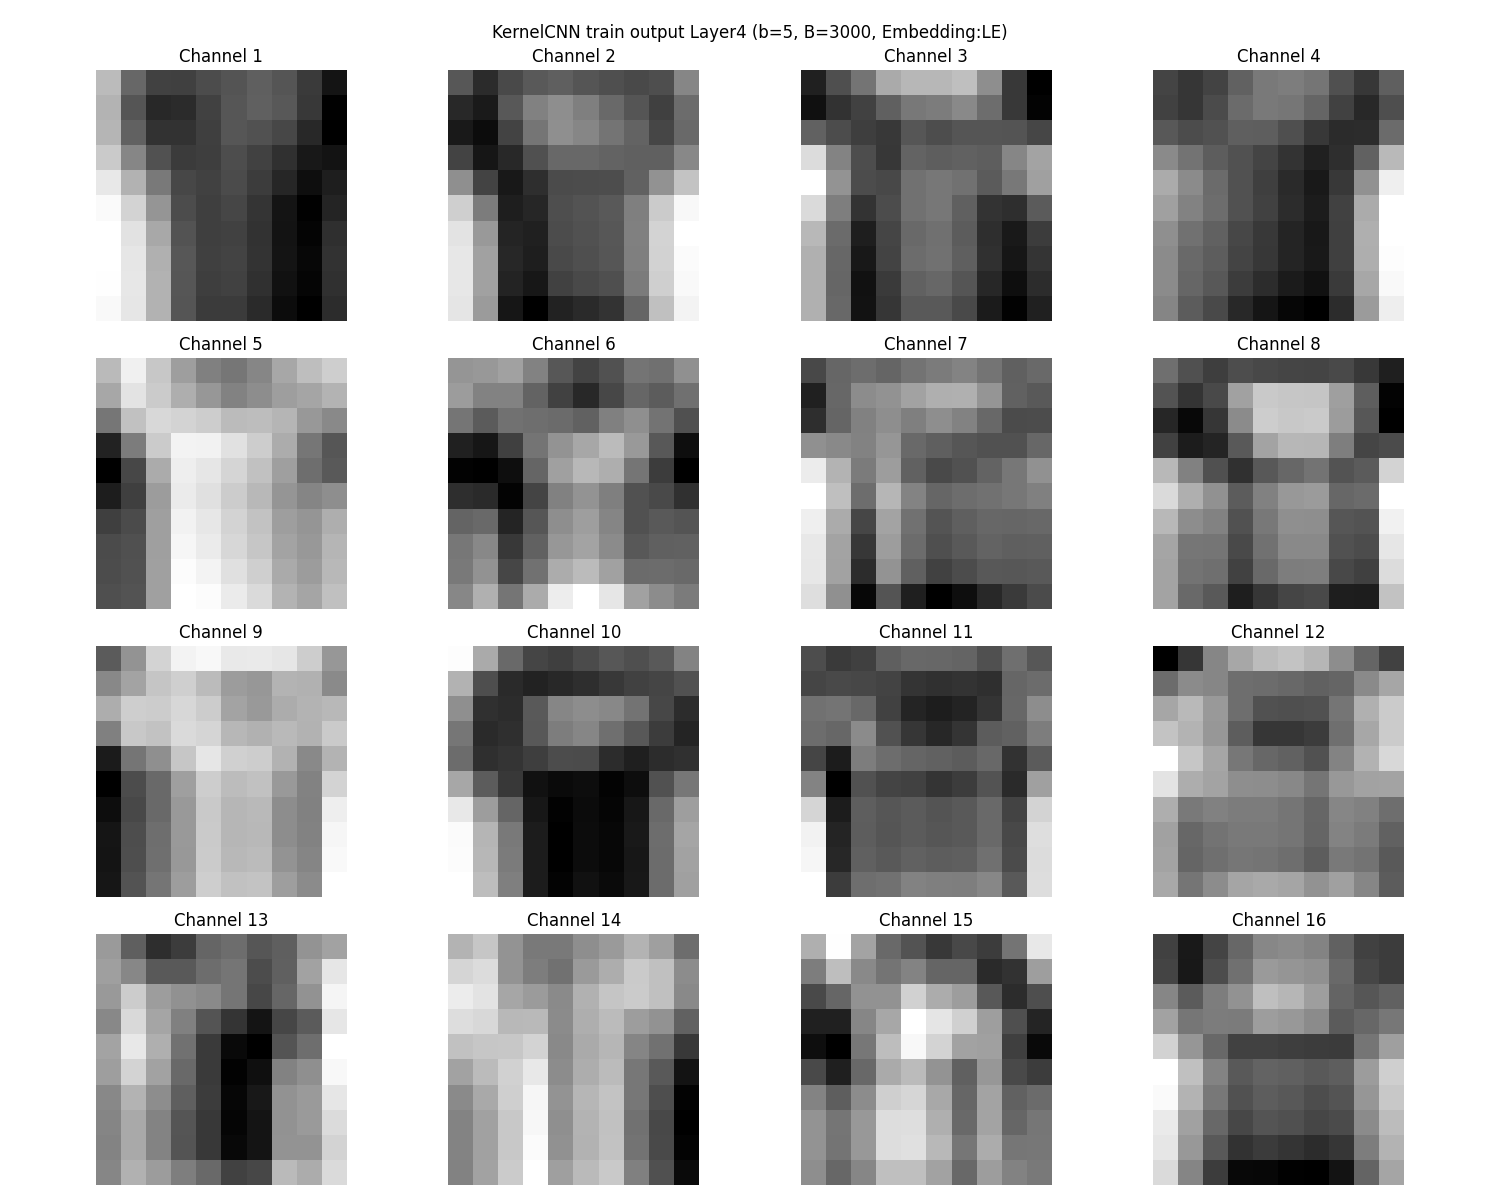 KernelCNN train output Layer4 (b=5, B=3000, Embedding:LE)
Channel 1
Channel 2
Channel 3
Channel 4
Channel 5
Channel 6
Channel 7
Channel 8
Channel 9
Channel 10
Channel 11
Channel 12
Channel 13
Channel 14
Channel 15
Channel 16